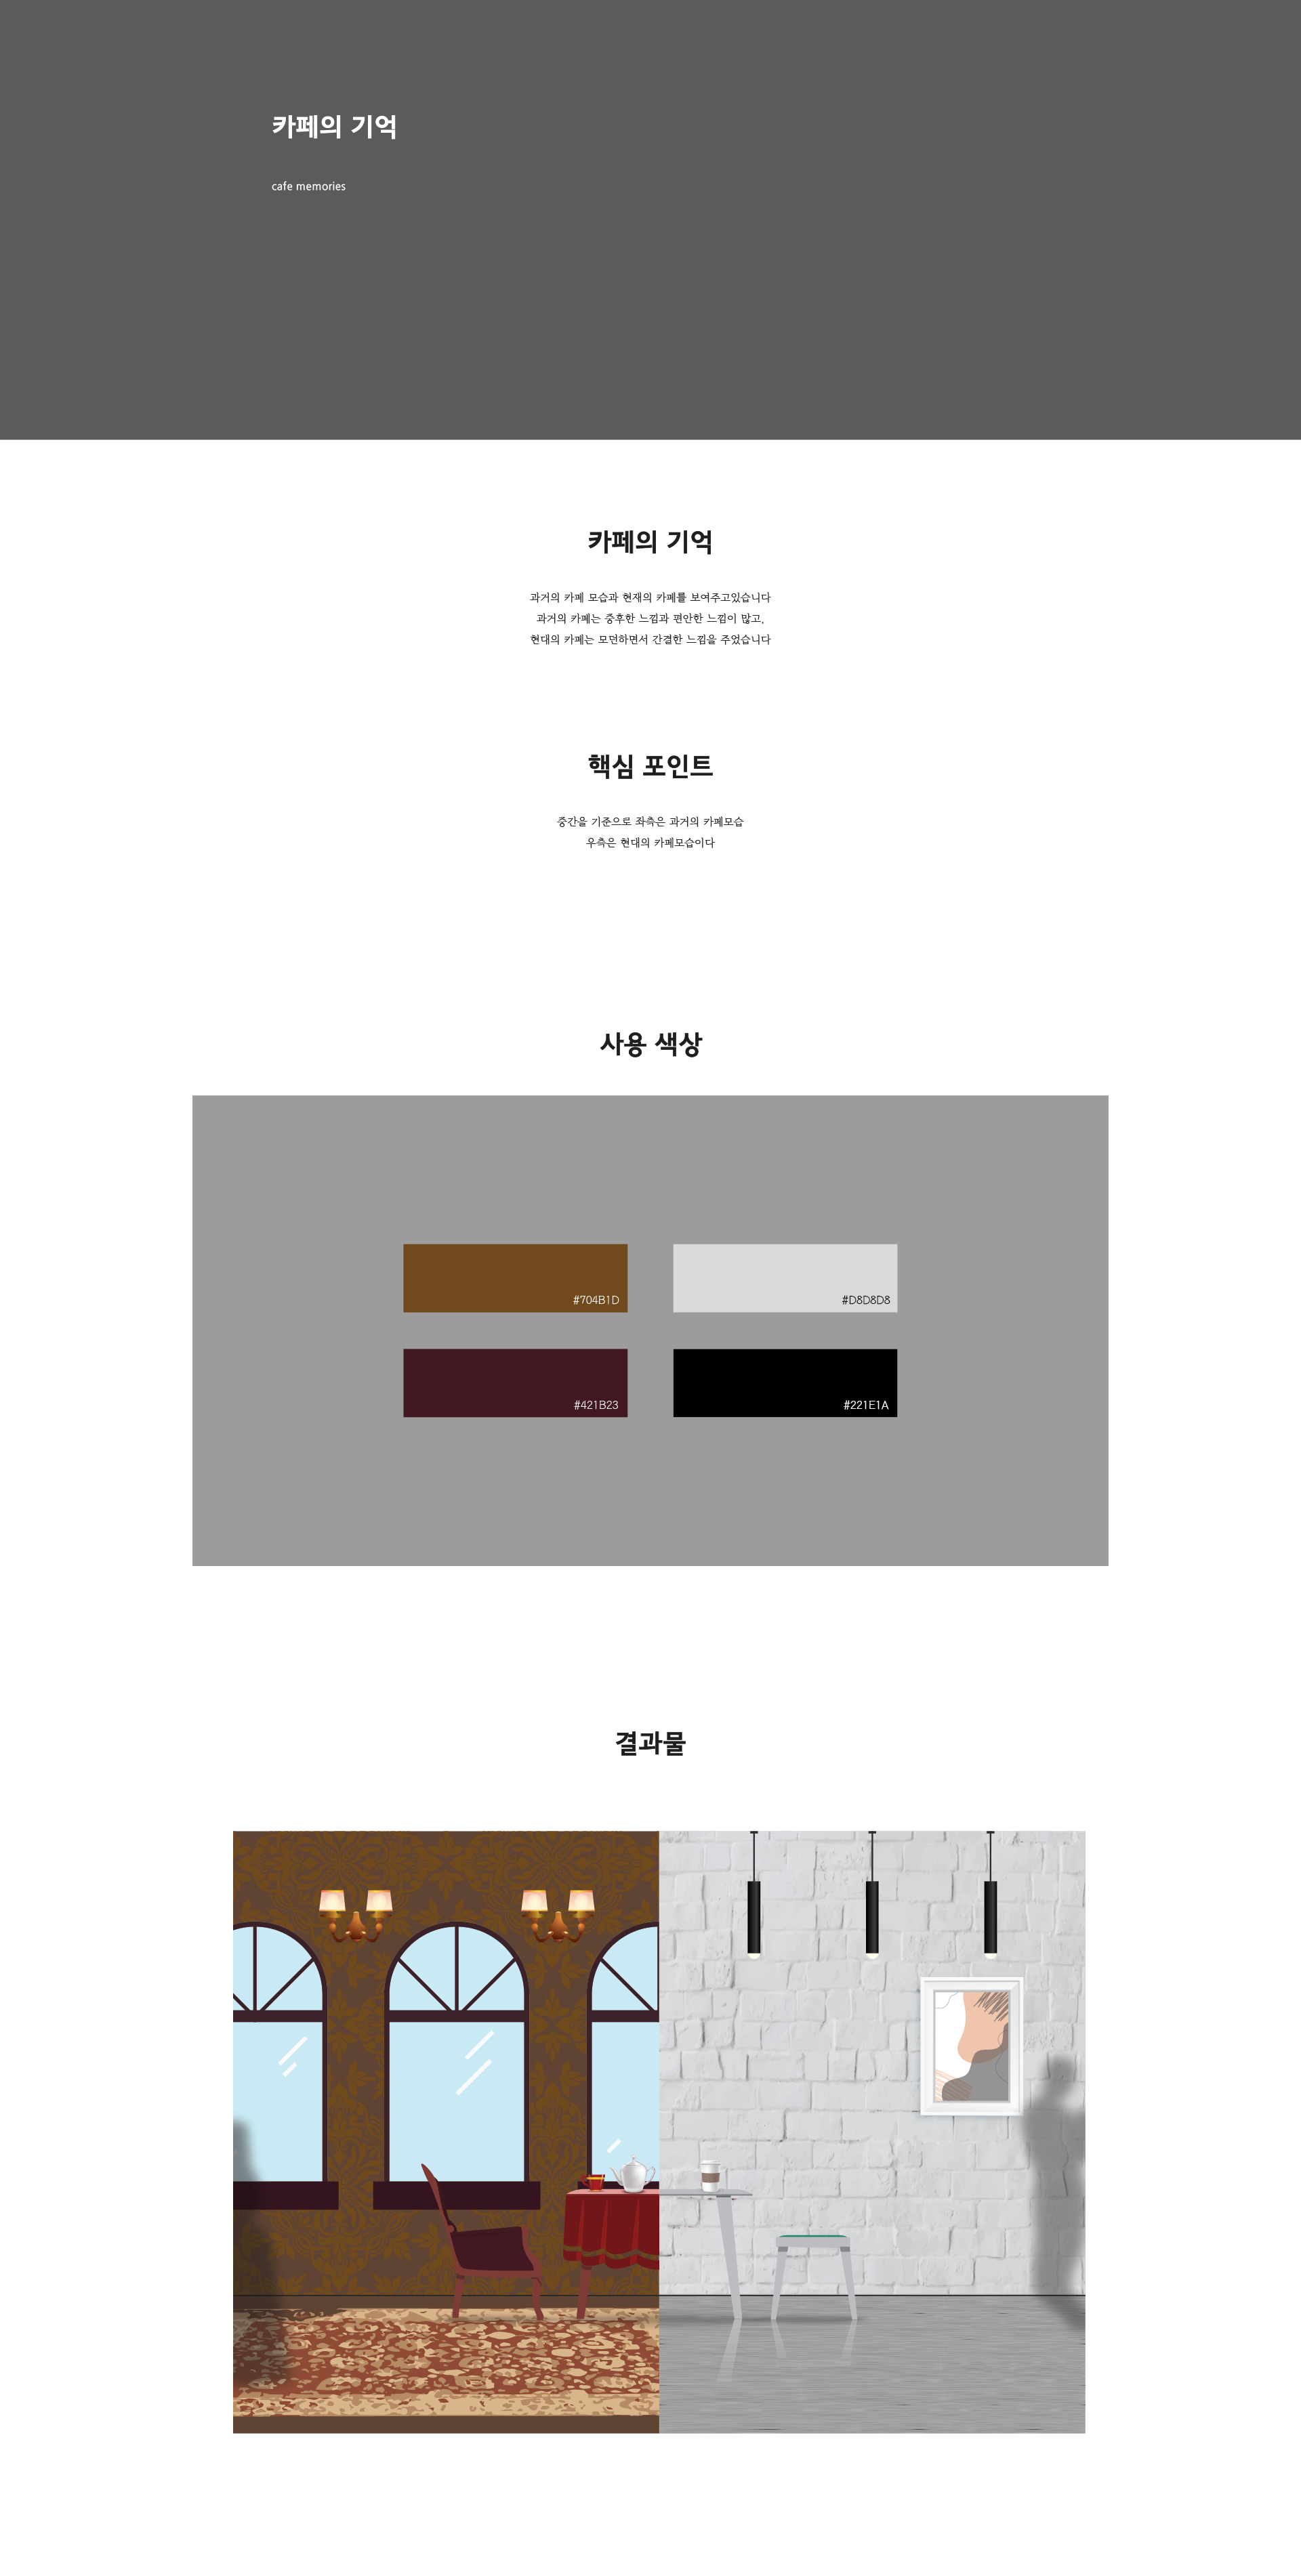 카페의 기억
cafe memories
카페의 기억
과거의 카페 모습과 현재의 카페를 보여주고있습니다
과거의 카페는 중후한 느낌과 편안한 느낌이 많고,
현대의 카페는 모던하면서 간결한 느낌을 주었습니다
핵심 포인트
중간을 기준으로 좌측은 과거의 카페모습
우측은 현대의 카페모습이다
사용 색상
#704B1D
#D8D8D8
#421B23
#221E1A
결과물